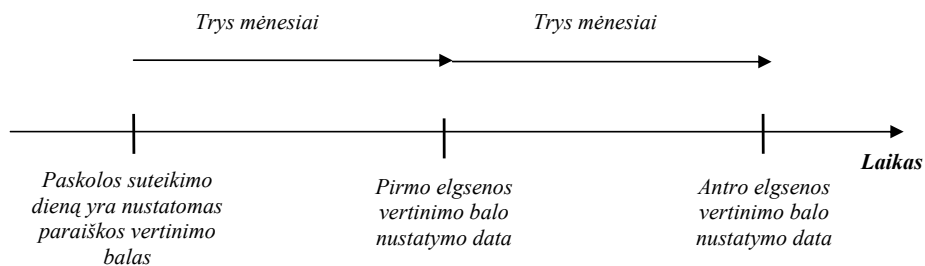 Trys mėnesiai
Trys mėnesiai
Laikas
Paskolos suteikimo
dieną yra nustatomas
paraiškos vertinimo
balas
Pirmo elgsenos
vertinimo balo
nustatymo data
Antro elgsenos
vertinimo balo
nustatymo data